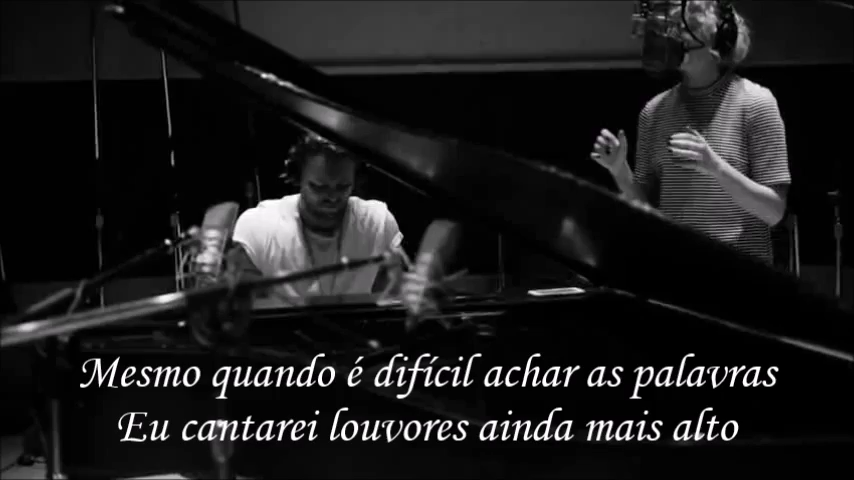 Mesmo quando é difícil achar as palavras
Eu cantarei louvores ainda mais alto